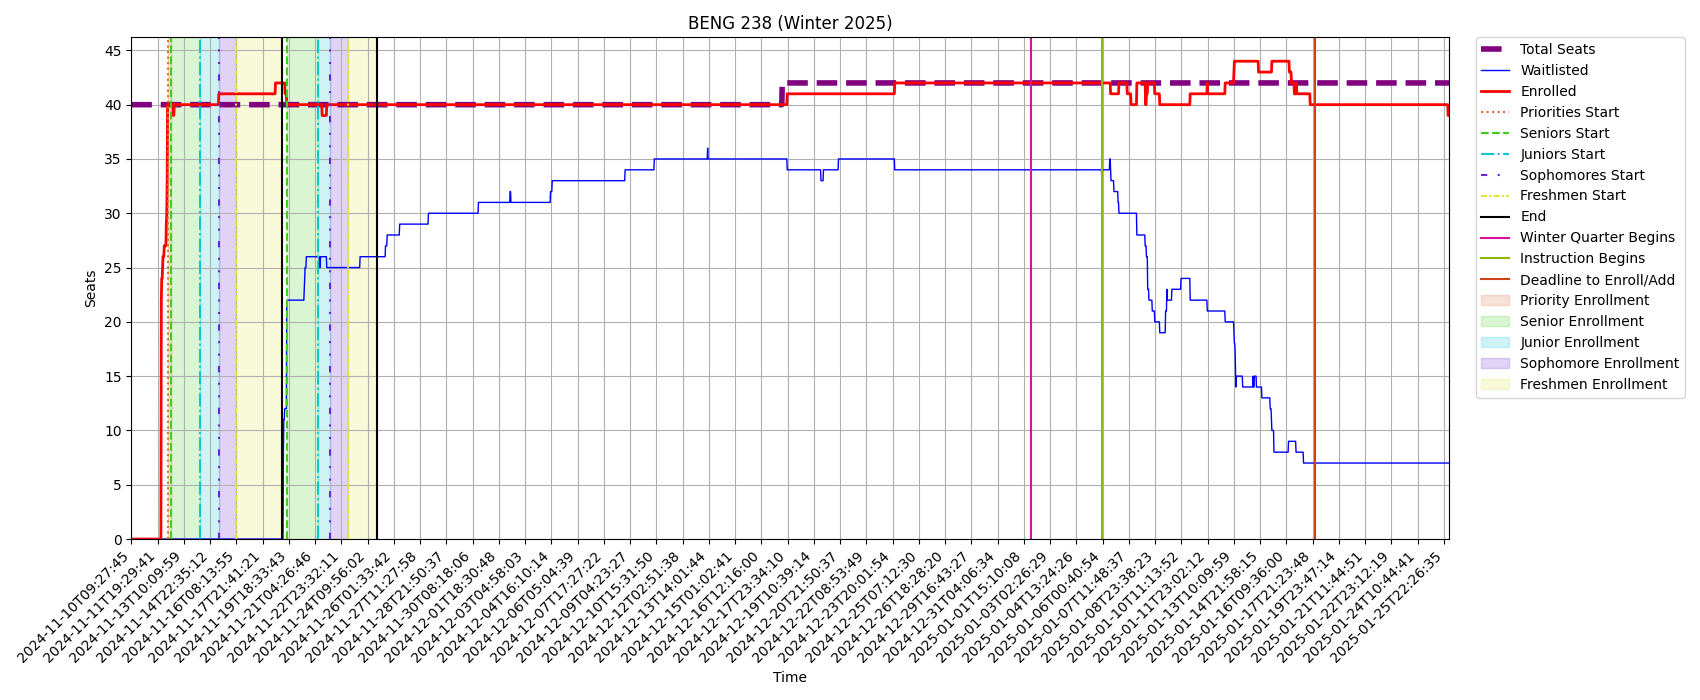 BENG 238 (Winter 2025)
Seats
45
40
35
30
25
20
15
10
5
0
2024-11-10T09:27:45
2024-11-11T19:29:41
2024-11-13T10:09:59
2024-11-14T22:35:12
2024-11-16T08:13:55
2024-11-17T21:41:21
2024-11-19T18:33:43
2024-11-21T04:26:46
2024-11-22T23:32:11
2024-11-24T09:56:02
2024-11-26T01:33:42
2024-11-27T11:27:58
2024-11-28T21:50:37
2024-11-30T08:18:06
2024-12-01T18:30:48
2024-12-03T04:58:03
2024-12-04T16:10:14
2024-12-06T05:04:39
2024-12-07T17:27:22
2024-12-09T04:23:27
2024-12-10T15:31:50
2024-12-12T02:51:38
2024-12-13T14:01:44
2024-12-15T01:02:41
2024-12-16T12:16:00
2024-12-17T23:34:10
2024-12-19T10:39:14
2024-12-20T21:50:37
2024-12-22T08:53:49
2024-12-23T20:01:54
2024-12-25T07:12:30
2024-12-26T18:28:20
2024-12-29T16:43:27
2024-12-31T04:06:34
2025-01-01T15:10:08
2025-01-03T02:26:29
2025-01-04T13:24:26
2025-01-06T00:40:54
2025-01-07T11:48:37
2025-01-08T23:38:23
2025-01-10T11:13:52
2025-01-11T23:02:12
2025-01-13T10:09:59
2025-01-14T21:58:15
2025-01-16T09:36:00
2025-01-17T21:23:48
2025-01-19T23:47:14
2025-01-21T11:44:51
2025-01-22T23:12:19
2025-01-24T10:44:41
2025-01-25T22:26:35
Time
Total Seats
Waitlisted
Enrolled
Priorities Start
Seniors Start
Juniors Start
Sophomores Start
Freshmen Start
End
Winter Quarter Begins
Instruction Begins
Deadline to Enroll/Add
Priority Enrollment
Senior Enrollment
Junior Enrollment
Sophomore Enrollment
Freshmen Enrollment